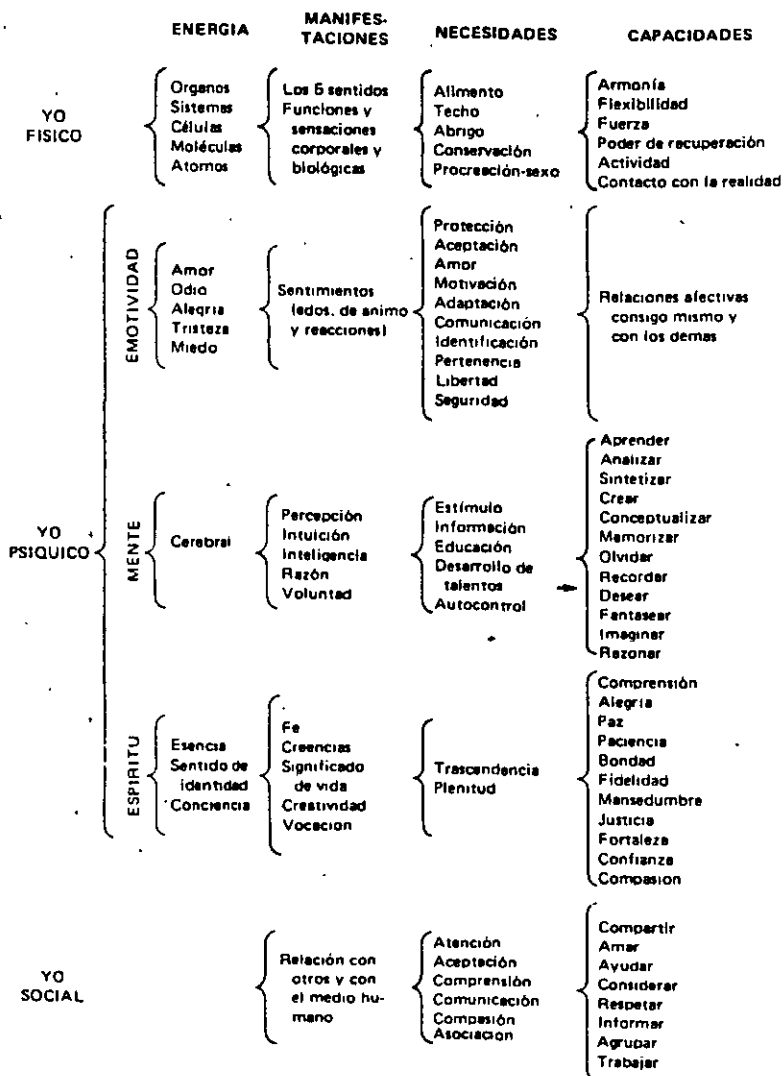 ENERGIA
MANIFES-
TACIONES
NECESIDADES
CAPACIDADES
YO
FISICO
Organos
Sistemas
Células
Moléculas
Atomos
Los 5 sentidos
Funciones y
sensaciones
corporales y
biológicas
Alimento
Techo
Abrigo
Conservación
Procreación-sexo
Armonía
Flexibilidad
Fuerza
Poder de recuperación
Actividad
Contacto con la realidad
YO
PSIQUICO
EMOTIVIDAD
Amor
Odio
Alegria
Tristeza
Miedo
Sentimientos
(edos. de animo
y reacciones)
Protección
Aceptación
Amor
Motivación
Adaptación
Comunicación
Identificación
Pertenencia
Libertad
Seguridad
Relaciones afectivas
consigo mismo y
con los demas
MENTE
Cerebral
Percepción
Intuición
Inteligencia
Razón
Voluntad
Estímulo
Información
Educación
Desarrollo de
talentos
Autocontrol
Aprender
Analizar
Sintetizar
Crear
Conceptualizar
Memorizar
Olvidar
Recordar
Desear
Fantasear
Imaginar
Razonar
ESPIRITU
Esencia
Sentido de
identidad
Conciencia
Fe
Creencias
Significado
de vida
Creatividad
Vocacion
Trascendencia
Plenitud
Comprensión
Alegría
Paz
Paciencia
Bondad
Fidelidad
Mansedumbre
Justicia
Fortaleza
Confianza
Compasion
YO
SOCIAL
Relación con
otros y con
el medio hu-
mano
Atención
Aceptación
Comprensión
Comunicación
Compasión
Asociacion
Compartir
Amar
Ayudar
Considerar
Respetar
Informar
Agrupar
Trabajar